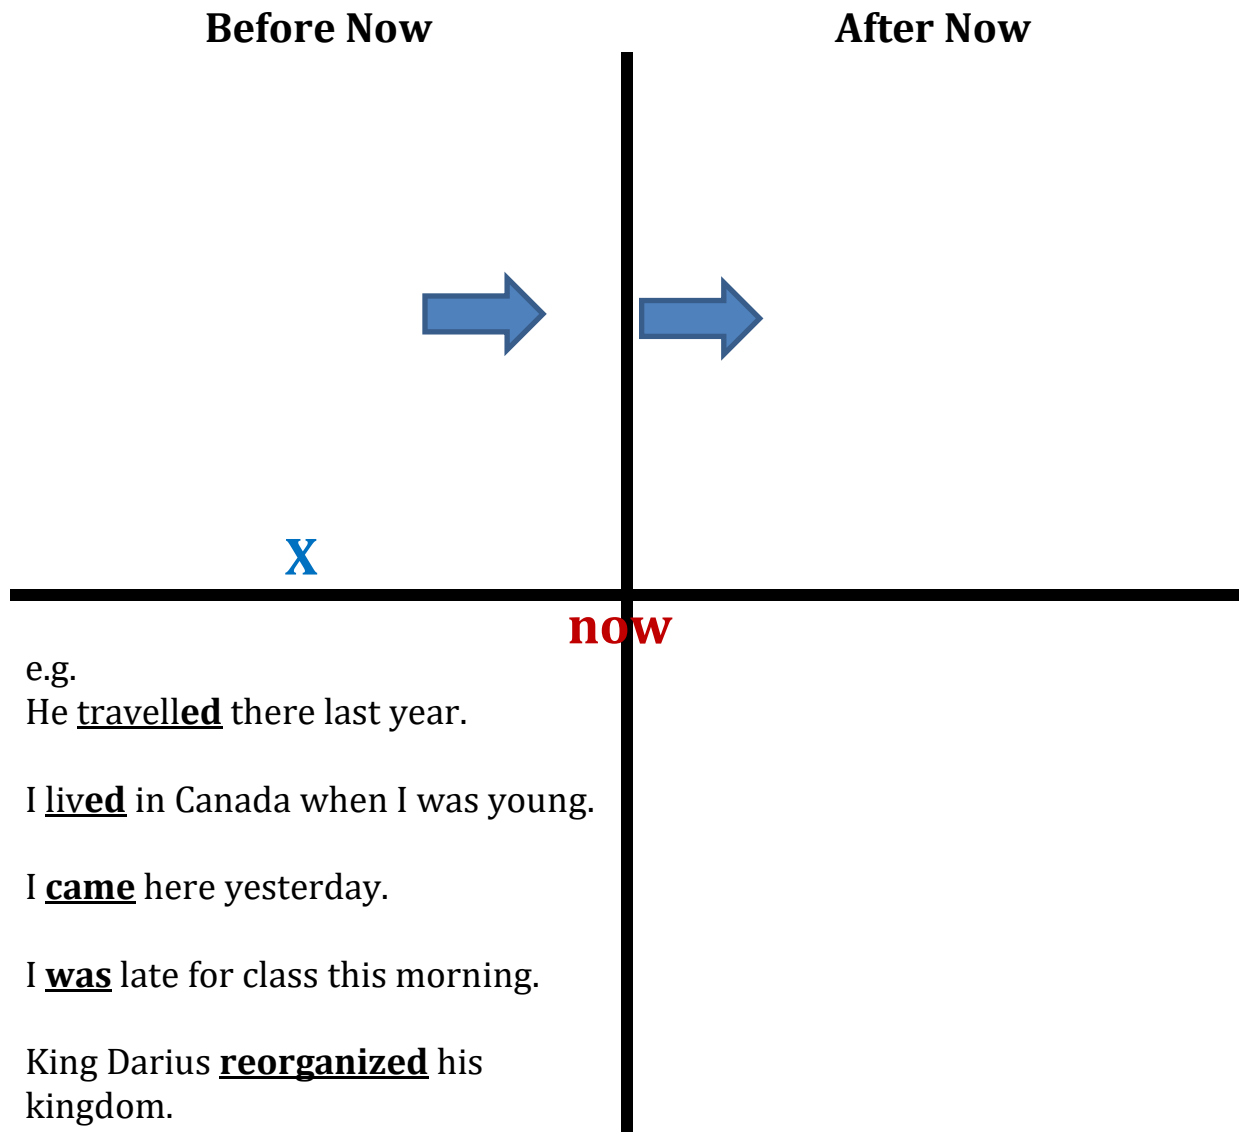 Before Now
After Now
X
now
e.g.
He travelled there last year.
I lived in Canada when I was young.
I came here yesterday.
I was late for class this morning.
King Darius reorganized his
kingdom.